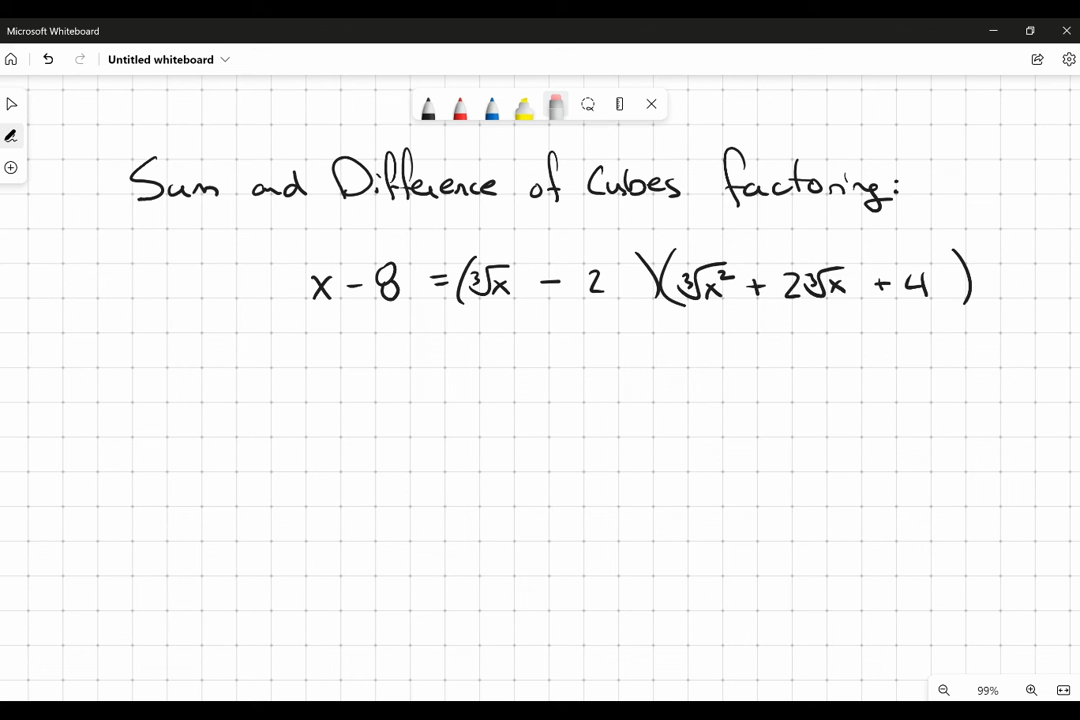 Microsoft Whiteboard
Untitled whiteboard
Sum and Difference of Cubes factoring:
x - 8 = (∛x - 2)(∛x² + 2∛x + 4)
99%